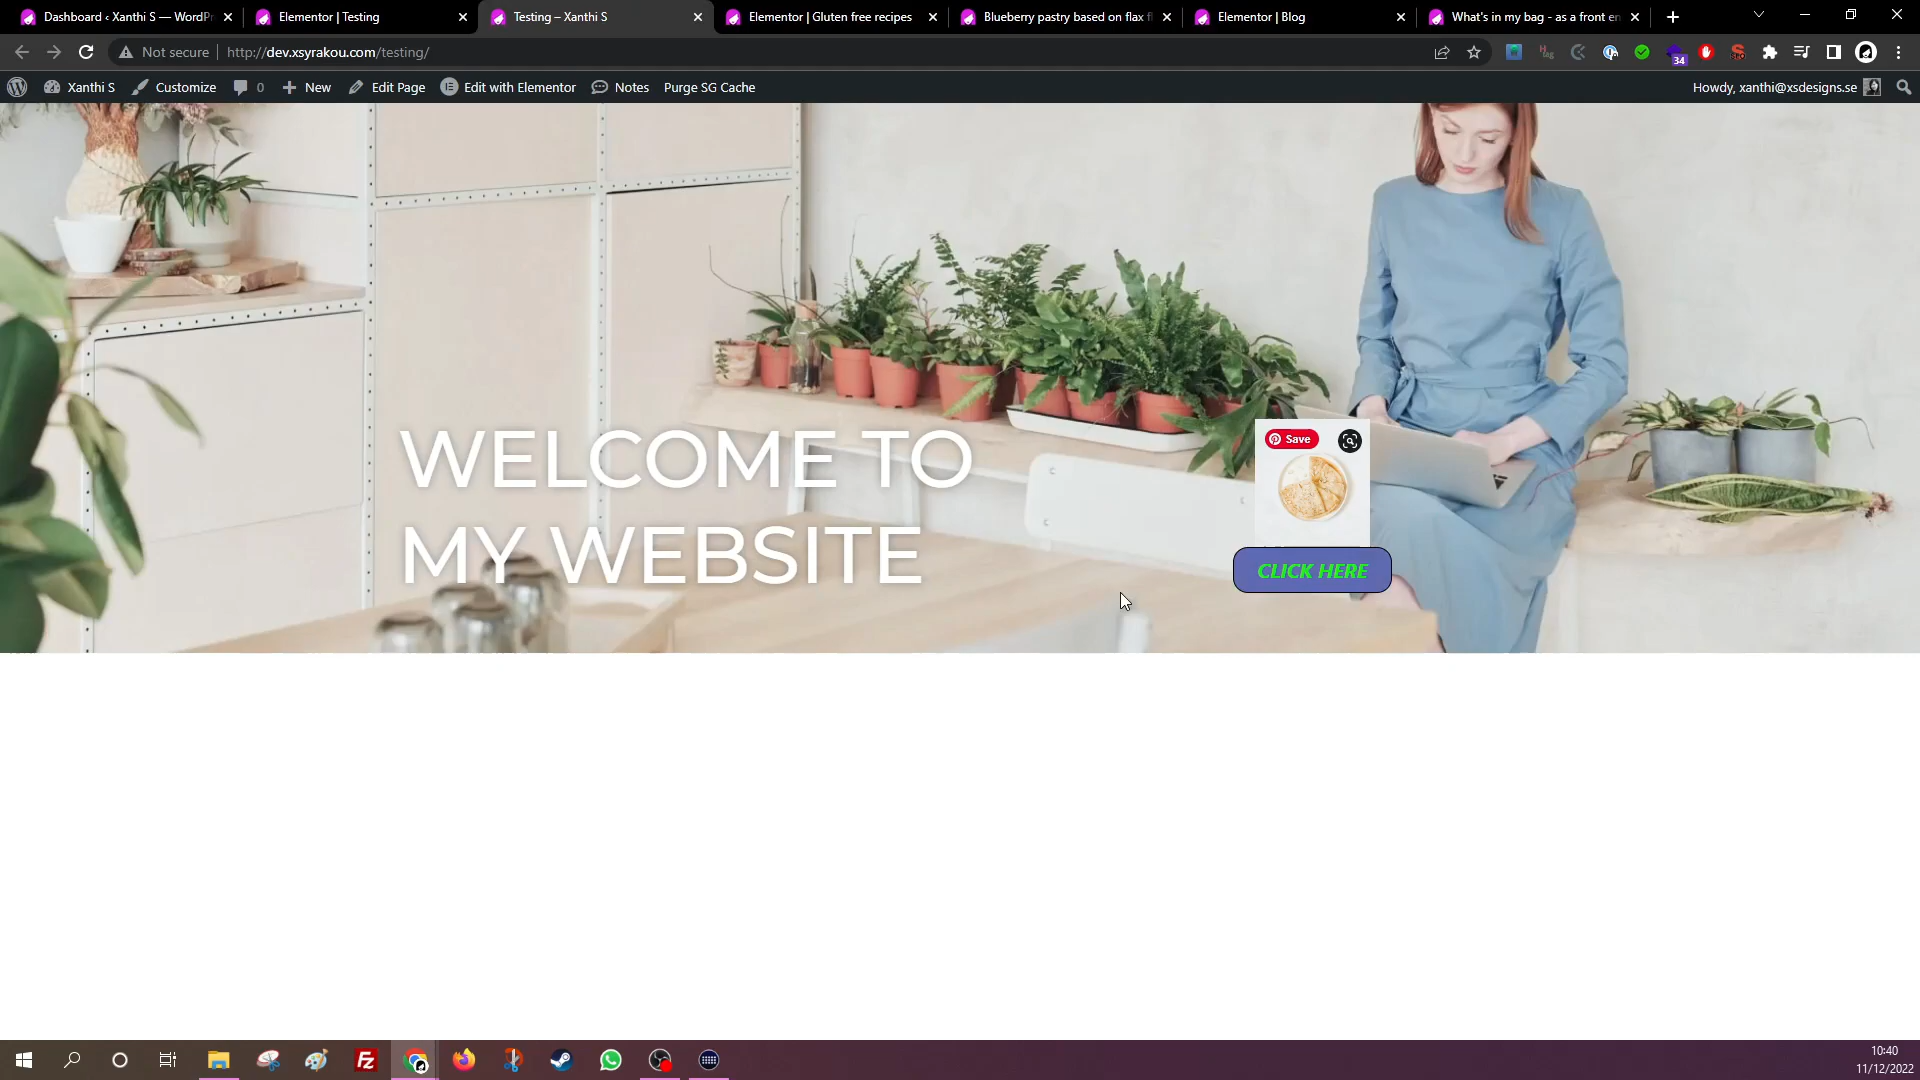 Dashboard ‹ Xanthi S — WordPr
Elementor | Testing
Testing – Xanthi S
Elementor | Gluten free recipes
Blueberry pastry based on flax f
Elementor | Blog
What's in my bag - as a front en
Not secure
http://dev.xsyrakou.com/testing/
34
Xanthi S
Customize
0
New
Edit Page
Edit with Elementor
Notes
Purge SG Cache
Howdy, xanthi@xsdesigns.se
WELCOME TO
MY WEBSITE
Save
CLICK HERE
10:40
11/12/2022